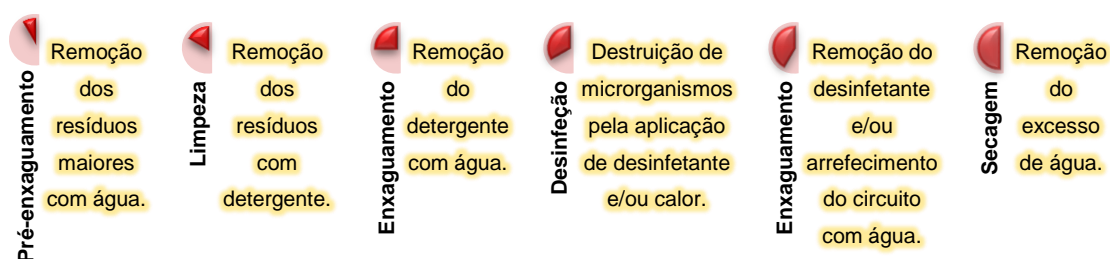 Pré-enxaguamento
Remoção
dos
resíduos
maiores
com água.
Limpeza
Remoção
dos
resíduos
com
detergente.
Enxaguamento
Remoção
do
detergente
com água.
Desinfeção
Destruição de
microrganismos
pela aplicação
de desinfetante
e/ou calor.
Enxaguamento
Remoção do
desinfetante
e/ou
arrefecimento
do circuito
com água.
Secagem
Remoção
do
excesso
de água.